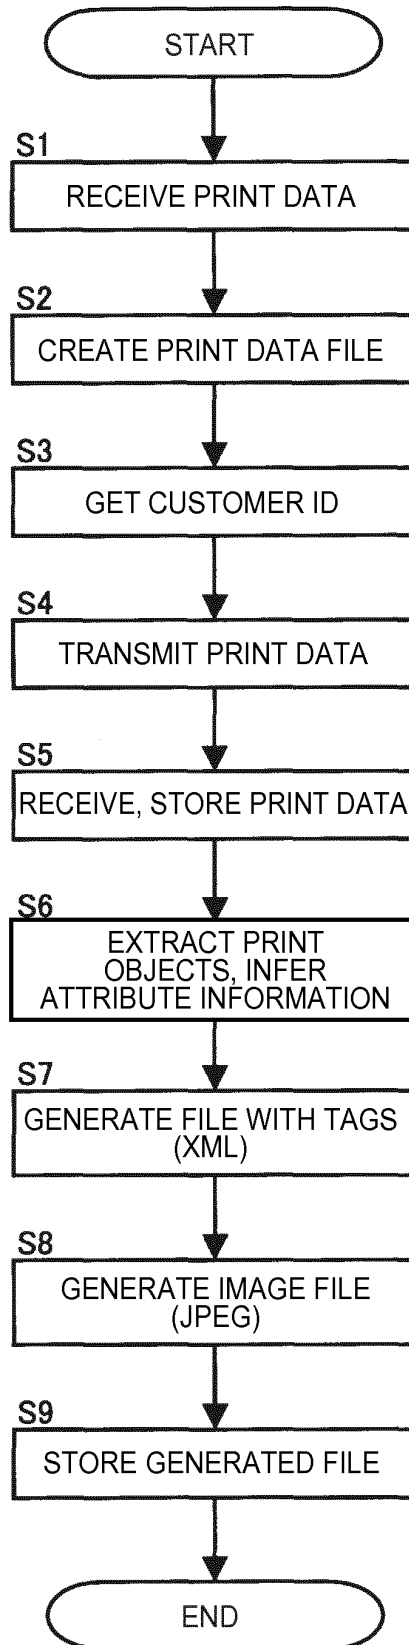 START
S1
RECEIVE PRINT DATA
S2
CREATE PRINT DATA FILE
S3
GET CUSTOMER ID
S4
TRANSMIT PRINT DATA
S5
RECEIVE, STORE PRINT DATA
S6
EXTRACT PRINT
OBJECTS, INFER
ATTRIBUTE INFORMATION
S7
GENERATE FILE WITH TAGS
(XML)
S8
GENERATE IMAGE FILE
(JPEG)
S9
STORE GENERATED FILE
END